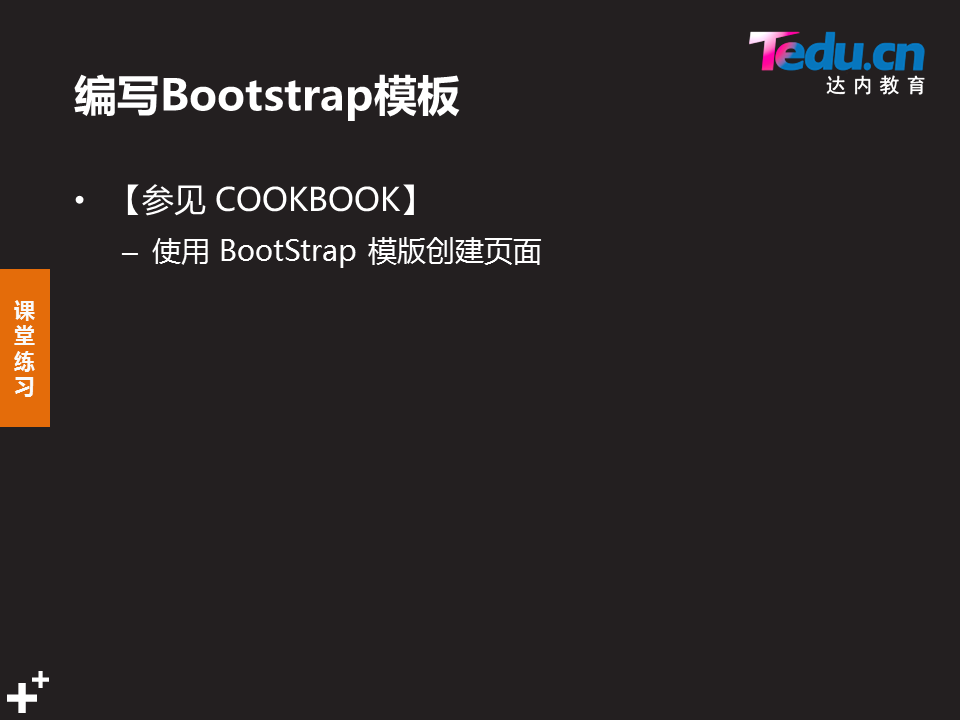 Tedu.cn
达内教育
编写Bootstrap模板
• 【参见 COOKBOOK】
– 使用 BootStrap 模版创建页面
课
堂
练
习